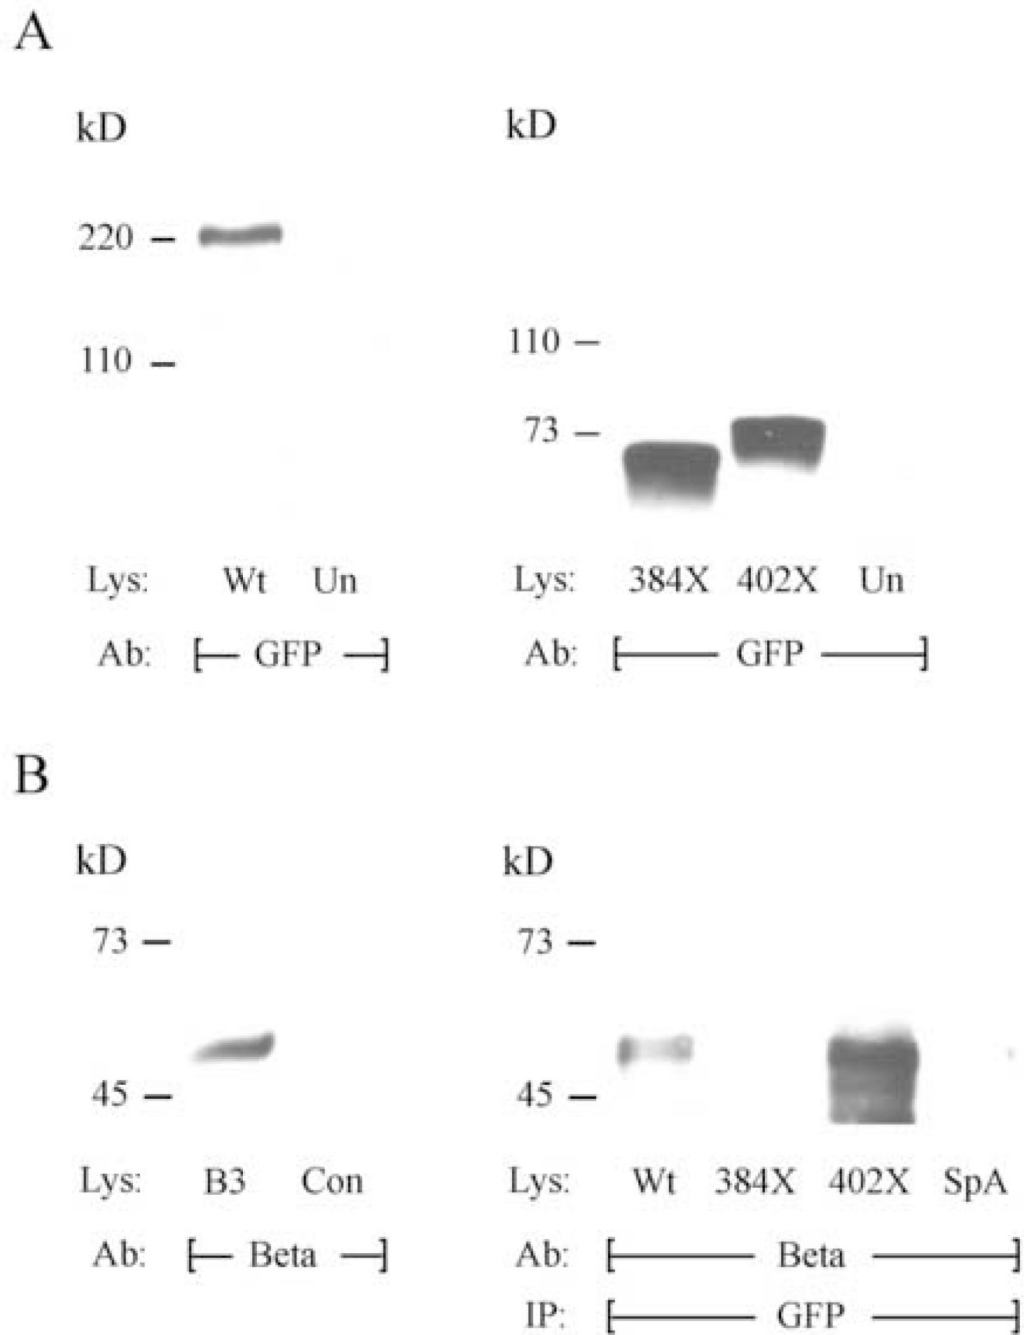 A
kD kD
220
110
110
73
Lys: Wt Un
Ab: GFP
Lys: 384X 402X Un
Ab: GFP
B
kD kD
73
45
73
45
Lys: B3 Con
Ab: Beta
Lys: Wt 384X 402X SpA
Ab: Beta
IP: GFP